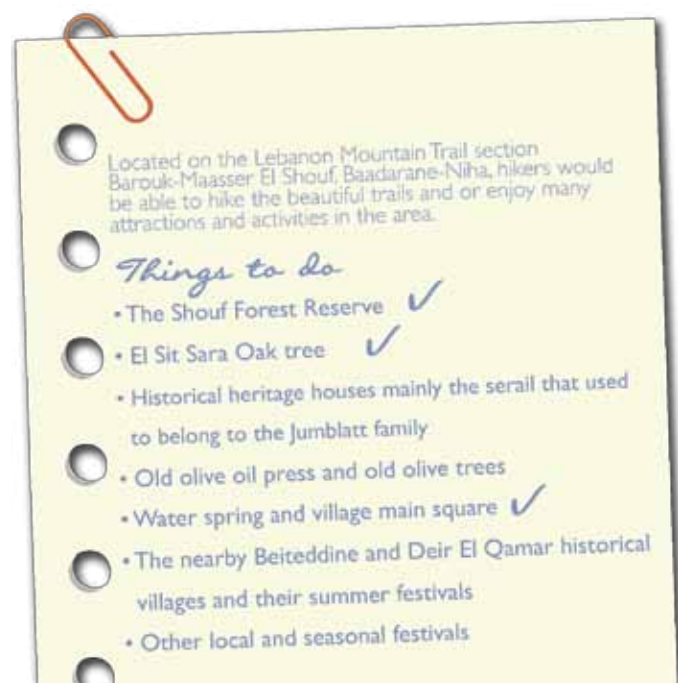 Located on the Lebanon Mountain Trail section
Barouk-Maasser El Shouf, Baadarane-Niha, hikers would
be able to hike the beautiful trails and or enjoy many
attractions and activities in the area.
Things to do
• The Shouf Forest Reserve ✓
• El Sit Sara Oak tree ✓
• Historical heritage houses mainly the serail that used
to belong to the Jumblatt family
• Old olive oil press and old olive trees
• Water spring and village main square ✓
• The nearby Beiteddine and Deir El Qamar historical
villages and their summer festivals
• Other local and seasonal festivals